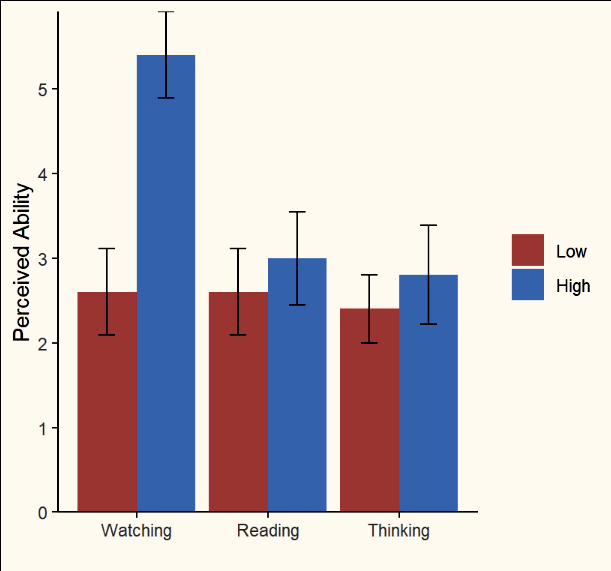 Perceived Ability
5
4
3
2
1
0
Watching
Reading
Thinking
Low
High